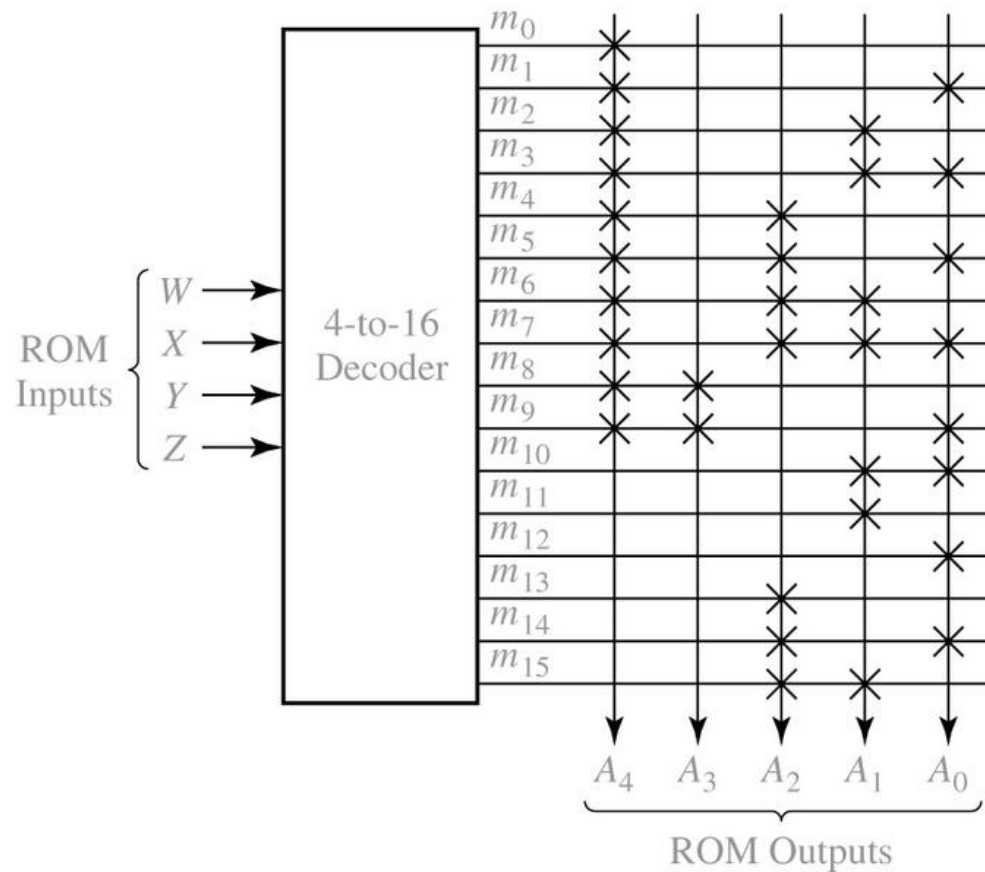 m₀
m₁
m₂
m₃
m₄
m₅
m₆
m₇
m₈
m₉
m₁₀
m₁₁
m₁₂
m₁₃
m₁₄
m₁₅
ROM
Inputs
W
X
Y
Z
4-to-16
Decoder
A₄ A₃ A₂ A₁ A₀
ROM Outputs